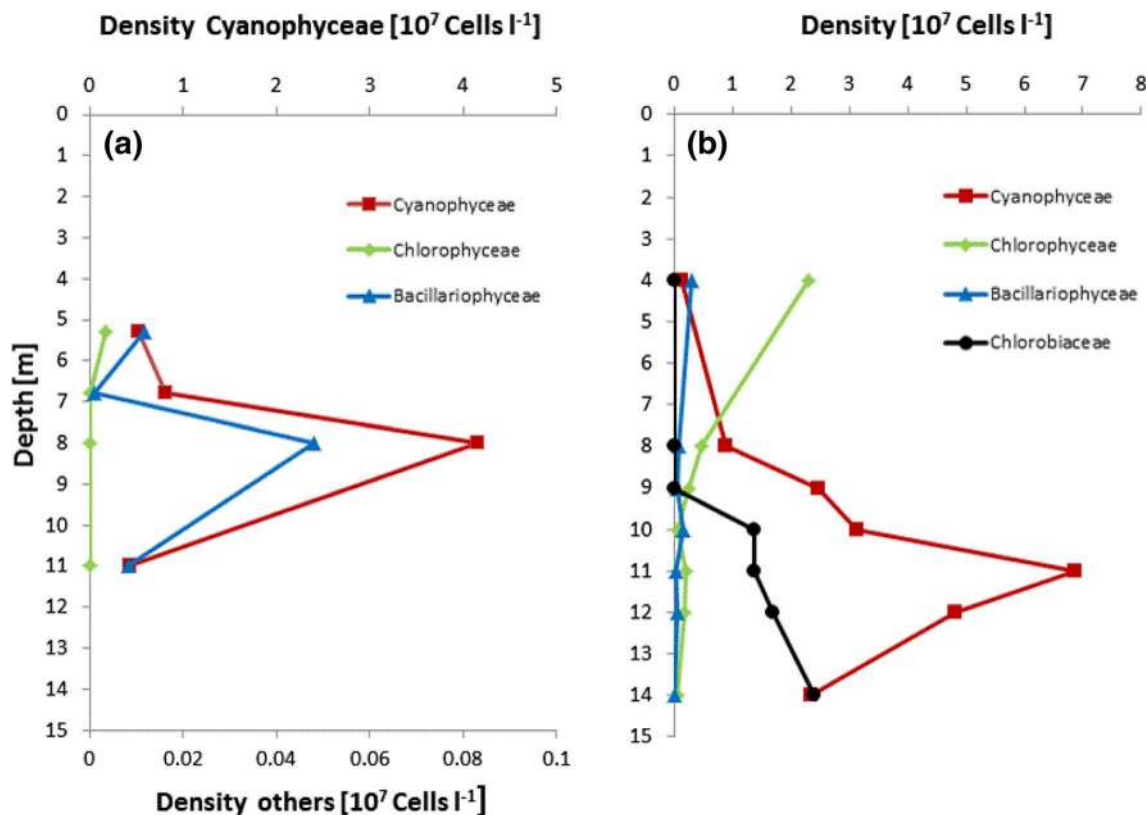 Density Cyanophyceae [10⁷ Cells l⁻¹]
0 1 2 3 4 5
(a)
0
1
2
3
4
5
6
7
8
9
10
11
12
13
14
15
Depth [m]
Cyanophyceae
Chlorophyceae
Bacillariophyceae
0 0.02 0.04 0.06 0.08 0.1
Density others [10⁷ Cells l⁻¹]
Density [10⁷ Cells l⁻¹]
0 1 2 3 4 5 6 7 8
(b)
0
1
2
3
4
5
6
7
8
9
10
11
12
13
14
15
Cyanophyceae
Chlorophyceae
Bacillariophyceae
Chlorobiaceae